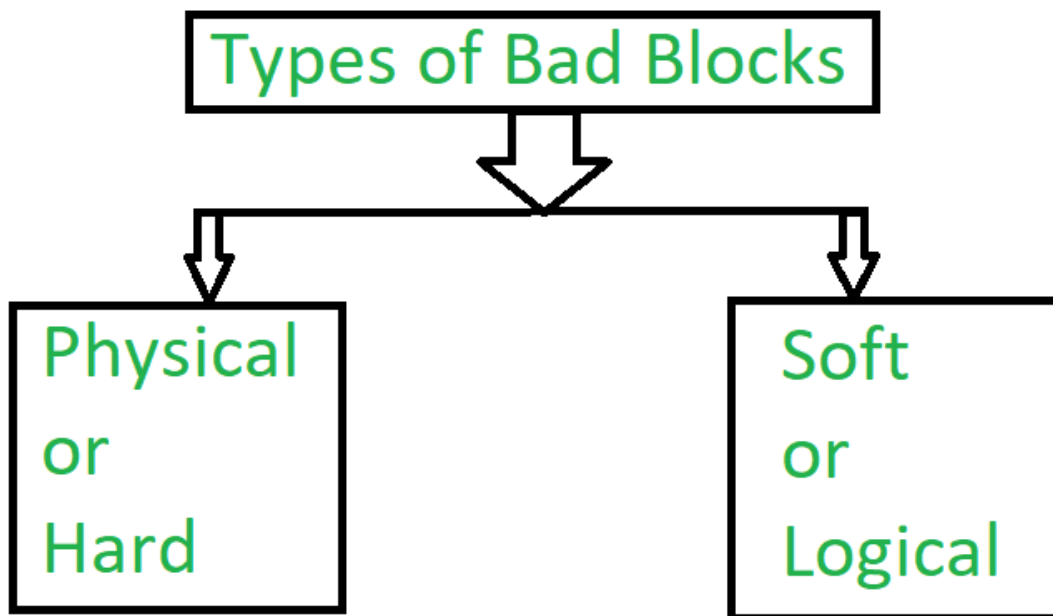 Types of Bad Blocks
Physical
or
Hard
Soft
or
Logical